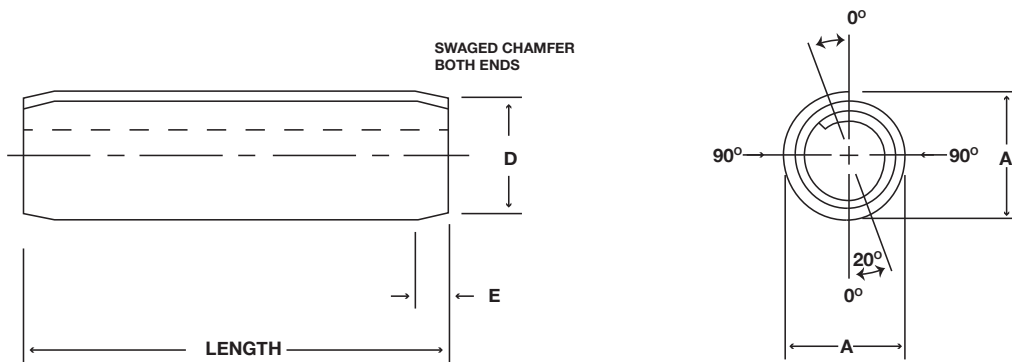 0°
SWAGED CHAMFER
BOTH ENDS
D
90°
90°
A
20°
E
0°
LENGTH
A